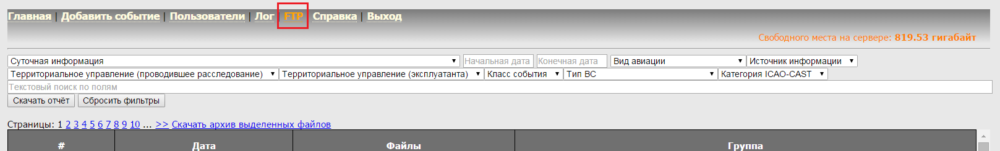 Главная | Добавить событие | Пользователи | Лог | FTP | Справка | Выход
Свободного места на сервере: 819.53 гигабайт
Суточная информация Начальная дата Конечная дата Вид авиации Источник информации
Территориальное управление (проводившее расследование) Территориальное управление (эксплуатанта) Класс события Тип ВС Категория ICAO-CAST
Текстовый поиск по полям
Скачать отчёт Сбросить фильтры
Страницы: 1 2 3 4 5 6 7 8 9 10 ... >> Скачать архив выделенных файлов
# Дата Файлы Группа